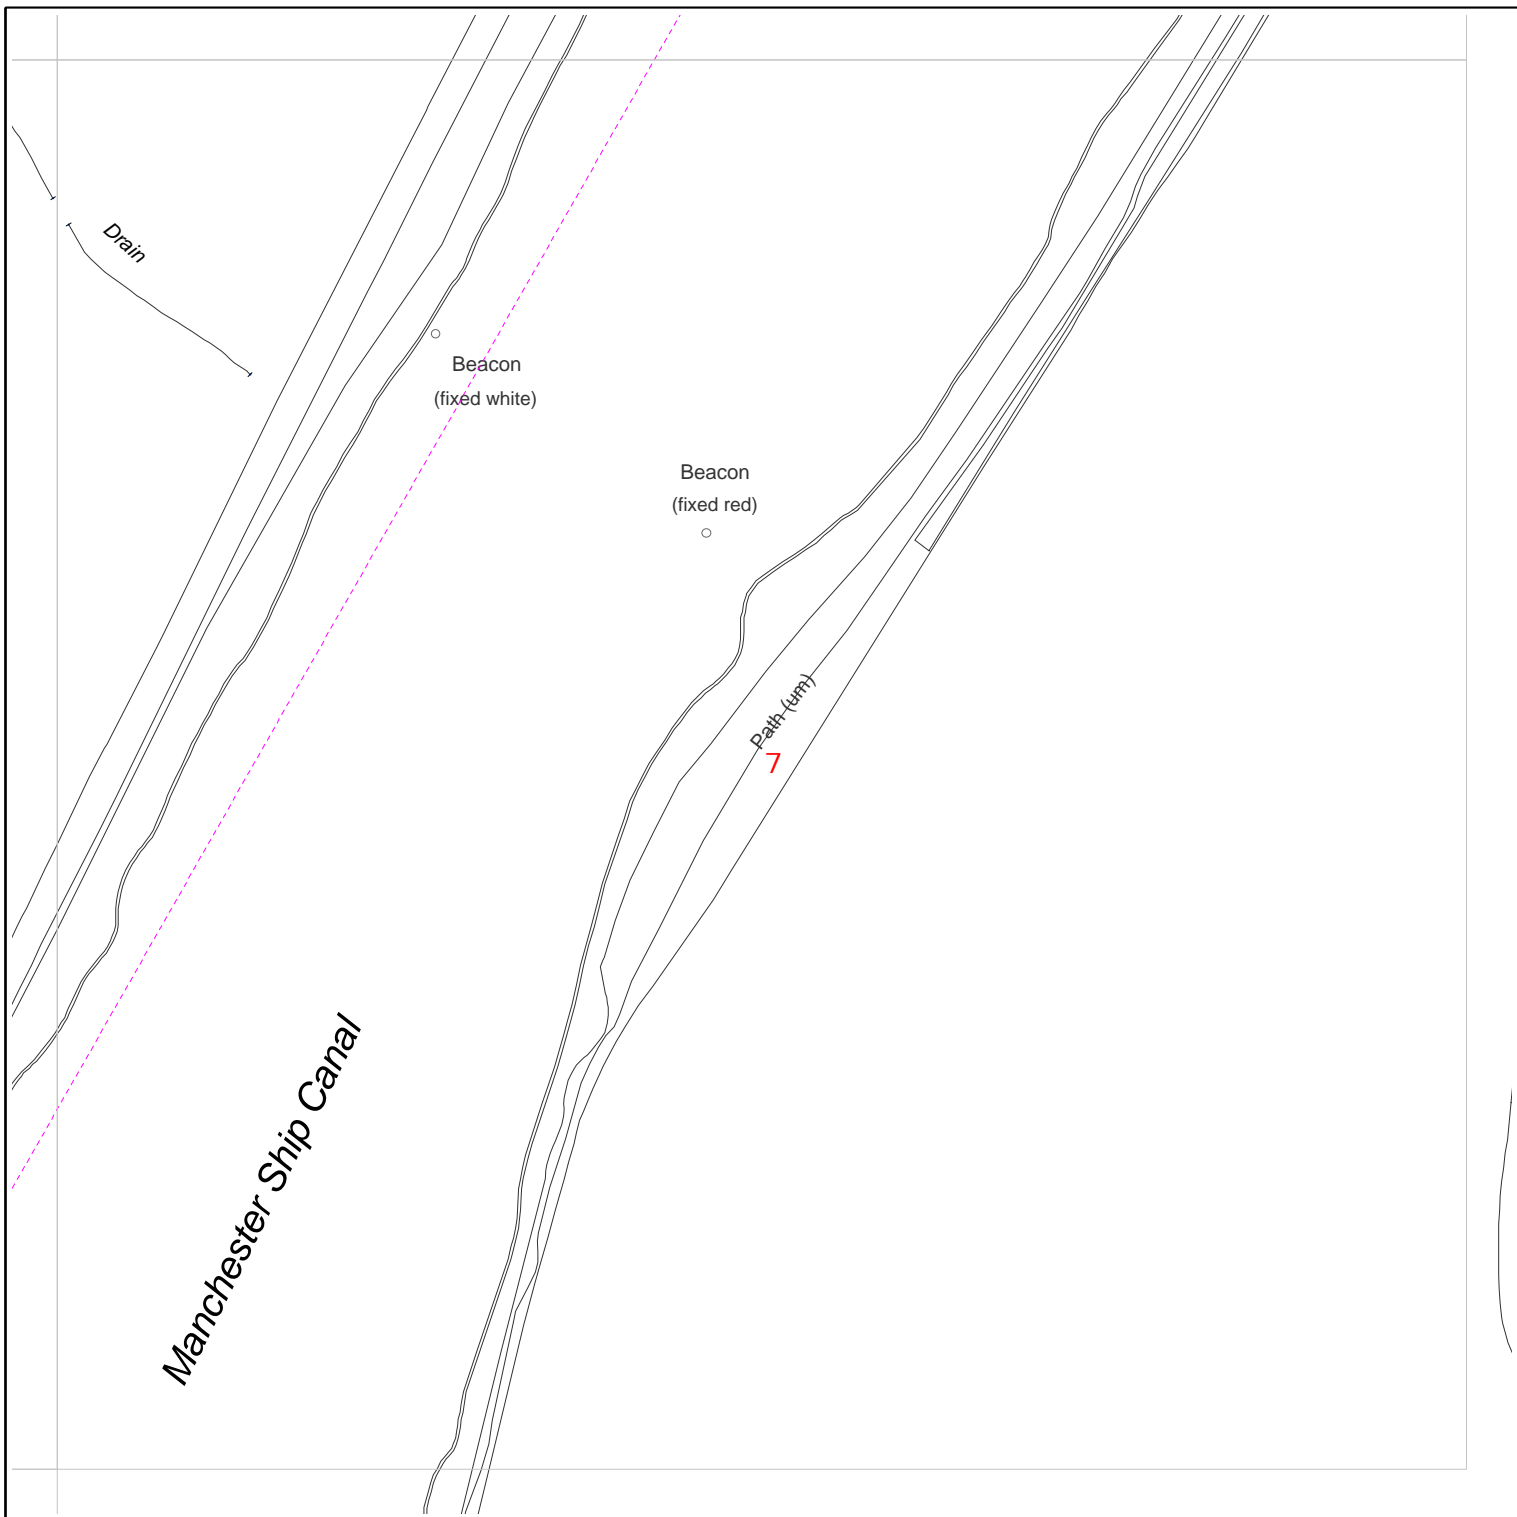 Drain
Beacon
(fixed white)
Beacon
(fixed red)
Path (um)
7
Manchester Ship Canal